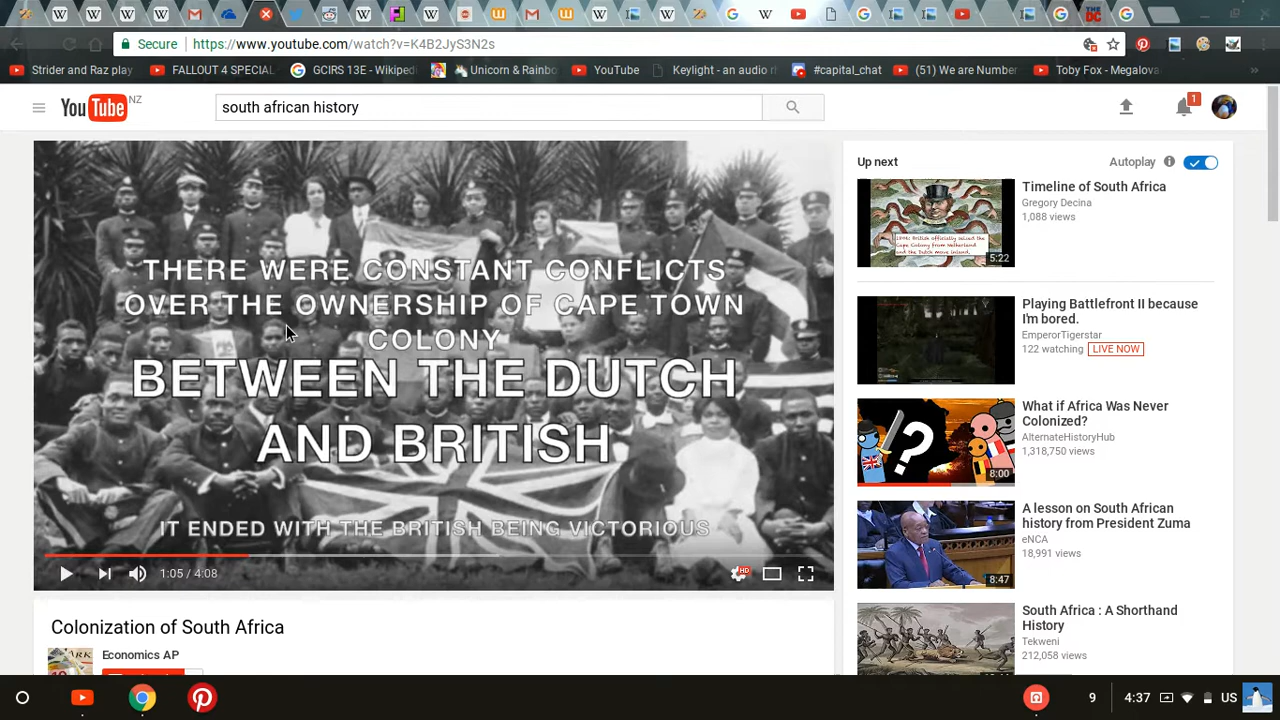 Secure
https://www.youtube.com/watch?v=K4B2JyS3N2s
Strider and Raz play
FALLOUT 4 SPECIAL
GCIRS 13E - Wikiped
Unicorn & Rainbo
YouTube
Keylight - an audio r
#capital_chat
(51) We are Number
Toby Fox - Megalova
YouTube NZ
south african history
1
THERE WERE CONSTANT CONFLICTS
OVER THE OWNERSHIP OF CAPE TOWN
COLONY
BETWEEN THE DUTCH
AND BRITISH
IT ENDED WITH THE BRITISH BEING VICTORIOUS
1:05 / 4:08
HD
Colonization of South Africa
Economics AP
Up next
Autoplay
Timeline of South Africa
Gregory Decina
1,088 views
5:22
Playing Battlefront II because
I'm bored.
EmperorTigerstar
122 watching LIVE NOW
What if Africa Was Never
Colonized?
AlternateHistoryHub
1,318,750 views
8:00
A lesson on South African
history from President Zuma
eNCA
18,991 views
8:47
South Africa : A Shorthand
History
Tekweni
212,058 views
9
4:37
US